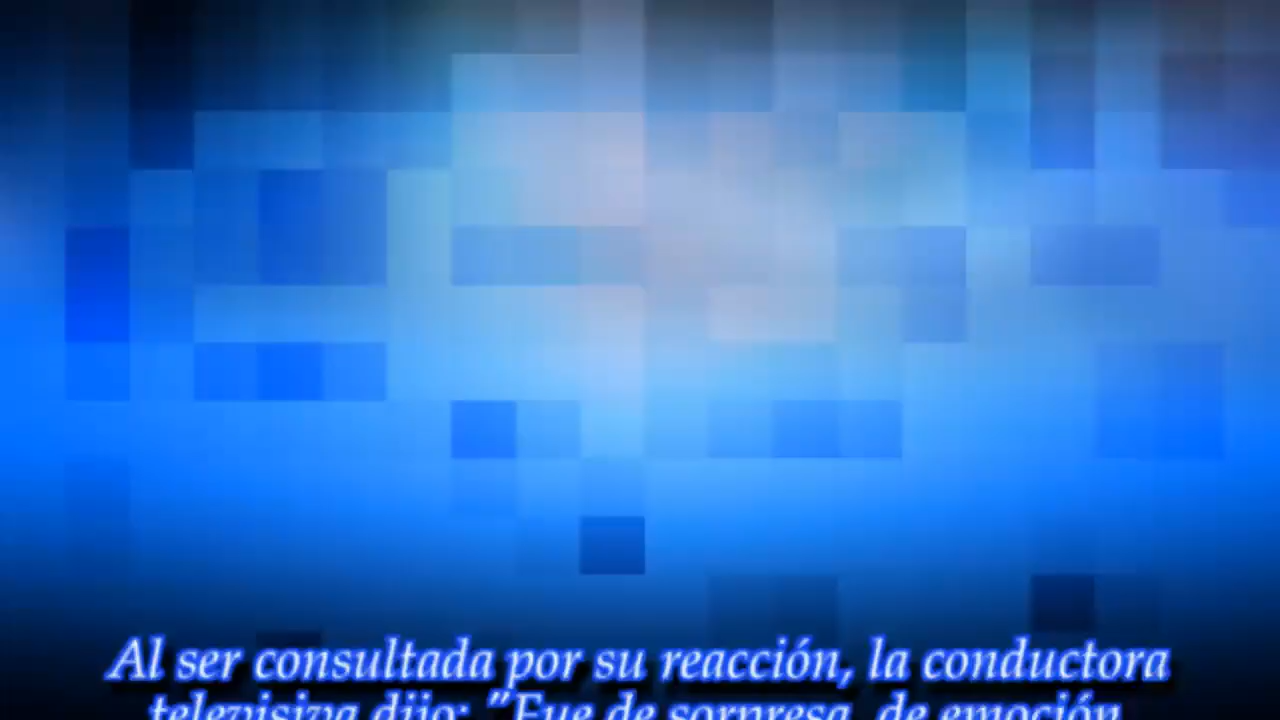 Al ser consultada por su reacción, la conductora
televisiva dijo: "Fue de sorpresa, de emoción